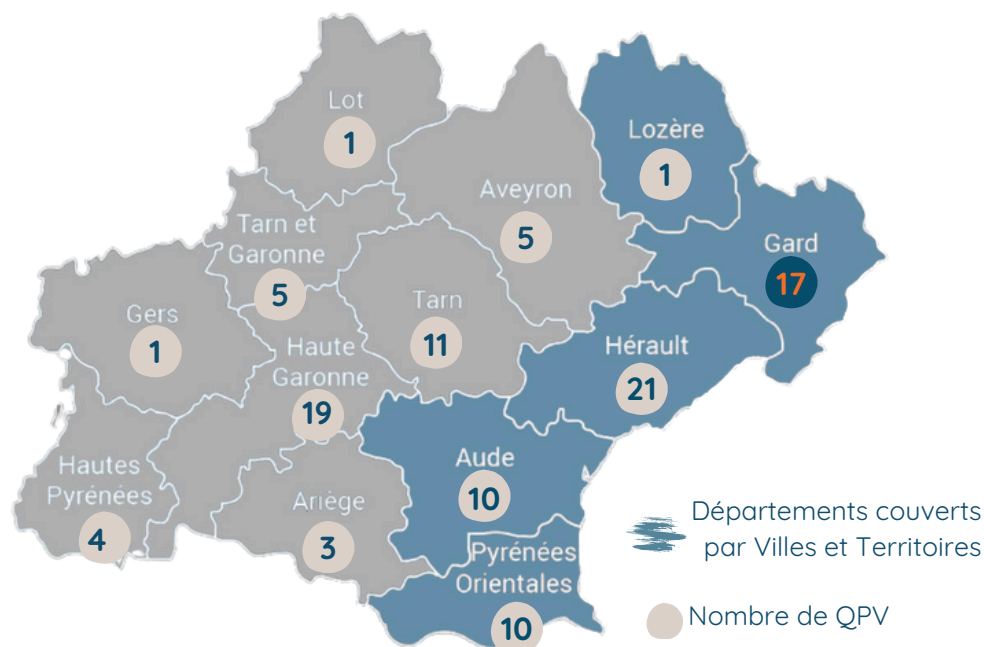 Lot
1
Lozère
1
Aveyron
5
Tarn et
Garonne
5
Gard
17
Gers
1
Tarn
11
Haute
Garonne
19
Hérault
21
Hautes
Pyrénées
4
Ariège
3
Aude
10
Pyrénées
Orientales
10
Départements couverts
par Villes et Territoires
Nombre de QPV